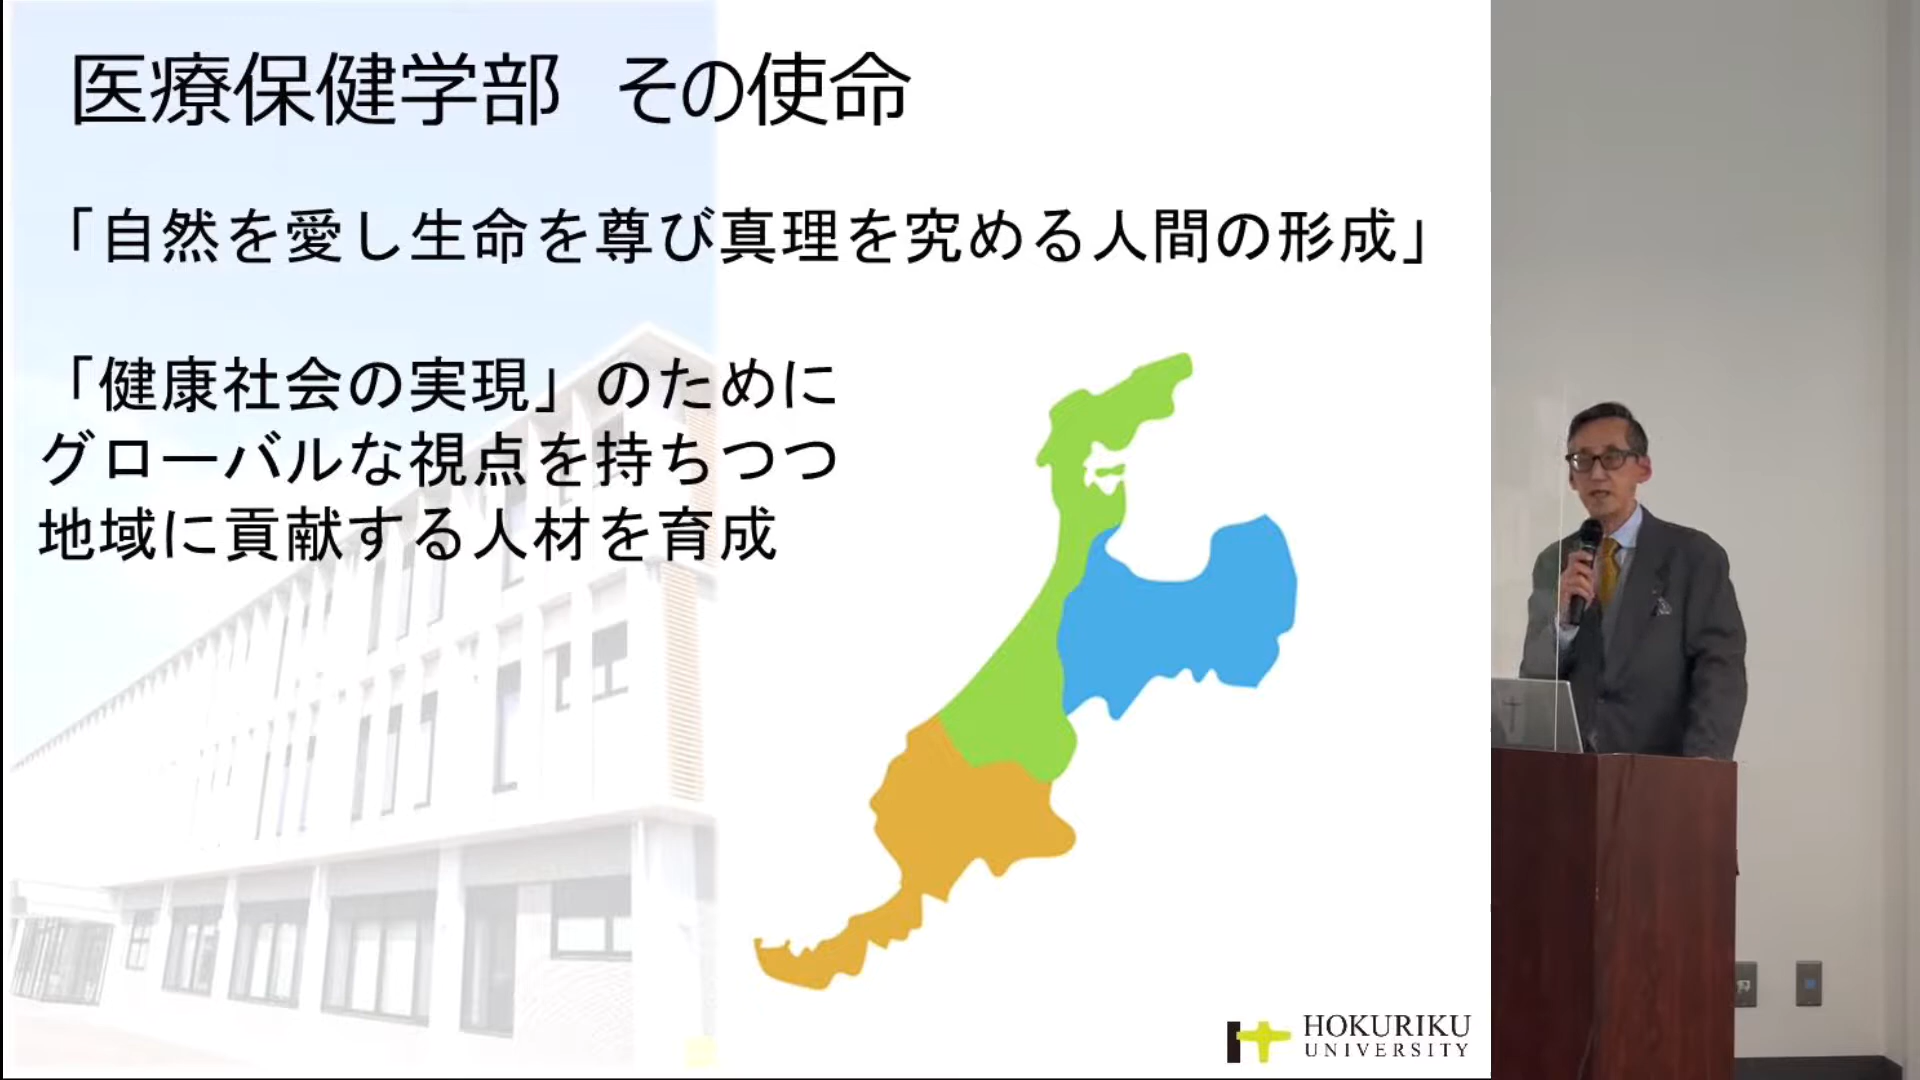 医療保健学部　その使命
「自然を愛し生命を尊び真理を究める人間の形成」
「健康社会の実現」のために
グローバルな視点を持ちつつ
地域に貢献する人材を育成
HOKURIKU
UNIVERSITY